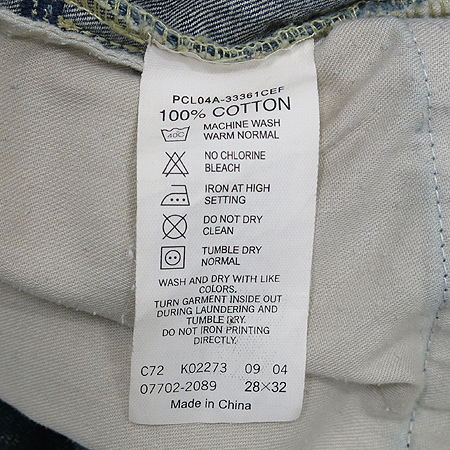 PCL04A-33361CEF
100% COTTON
40C
MACHINE WASH
WARM NORMAL
NO CHLORINE
BLEACH
IRON AT HIGH
SETTING
DO NOT DRY
CLEAN
TUMBLE DRY
NORMAL
WASH AND DRY WITH LIKE
COLORS.
TURN GARMENT INSIDE OUT
DURING LAUNDERING AND
TUMBLE DRY.
DO NOT IRON PRINTING
DIRECTLY.
C72 K02273 09 04
07702-2089 28×32
Made in China